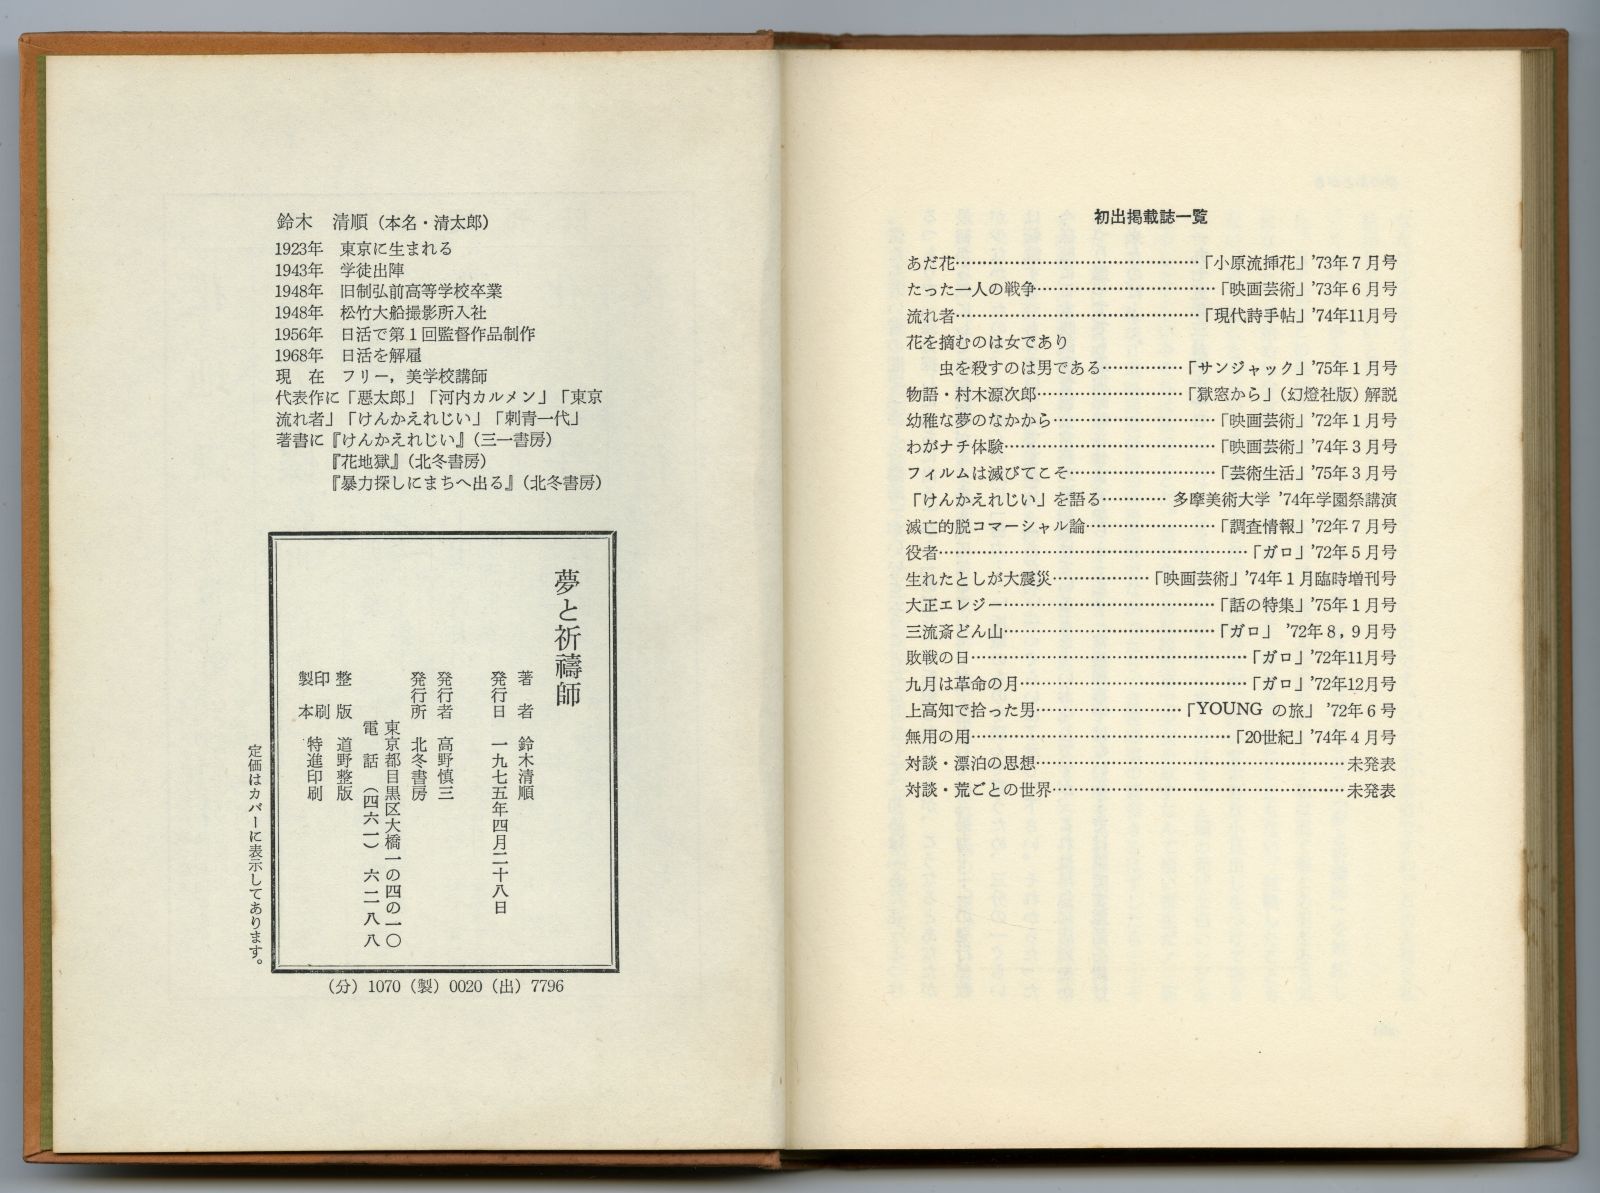 初出掲載誌一覧
あだ花……………………………………「小原流挿花」’73年7月号
たった一人の戦争……………………………「映画芸術」’73年6月号
流れ者……………………………………「現代詩手帖」’74年11月号
花を摘むのは女であり
虫を殺すのは男である……………「サンジャック」’75年1月号
物語・村木源次郎………………………「獄窓から」(幻燈社版)解説
幼稚な夢のなかから…………………………「映画芸術」’72年1月号
わがナチ体験…………………………………「映画芸術」’74年3月号
フィルムは滅びてこそ………………………「芸術生活」’75年3月号
「けんかえれじい」を語る…………多摩美術大学 ’74年学園祭講演
滅亡的脱コマーシャル論……………………「調査情報」’72年7月号
役者…………………………………………………「ガロ」’72年5月号
生れたとしが大震災………………「映画芸術」’74年1月臨時増刊号
大正エレジー…………………………………「話の特集」’75年1月号
三流斎どん山…………………………………「ガロ」 ’72年8,9月号
敗戦の日……………………………………………「ガロ」’72年11月号
九月は革命の月……………………………………「ガロ」’72年12月号
上高知で拾った男………………………「YOUNG の旅」 ’72年6号
無用の用…………………………………………「20世紀」’74年4月号
対談・漂泊の思想…………………………………………………未発表
対談・荒ごとの世界………………………………………………未発表
鈴木 清順(本名・清太郎)
1923年 東京に生まれる
1943年 学徒出陣
1948年 旧制弘前高等学校卒業
1948年 松竹大船撮影所入社
1956年 日活で第1回監督作品制作
1968年 日活を解雇
現 在 フリー,美学校講師
代表作に「悪太郎」「河内カルメン」「東京
流れ者」「けんかえれじい」「刺青一代」
著書に『けんかえれじい』(三一書房)
『花地獄』(北冬書房)
『暴力探しにまちへ出る』(北冬書房)
夢と祈禱師
著 者 鈴木清順
発行日 一九七五年四月二十八日
発行者 高野慎三
発行所 北冬書房
東京都目黒区大橋一の四の一〇
電 話 (四六一) 六二八八
整 版 道野整版
印 刷 特進印刷
製 本
定価はカバーに表示してあります。
(分)1070(製)0020(出)7796